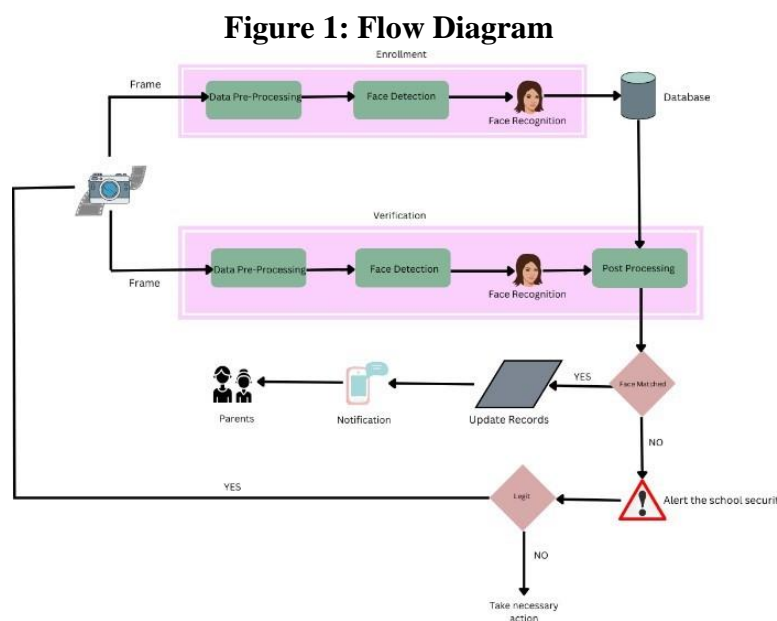 Figure 1: Flow Diagram
Enrollment
Frame
Data Pre-Processing
Face Detection
Face Recognition
Database
Verification
Frame
Data Pre-Processing
Face Detection
Face Recognition
Post Processing
Face Matched
YES
Update Records
Notification
Parents
NO
Alert the school securit
Legit
YES
NO
Take necessary
action